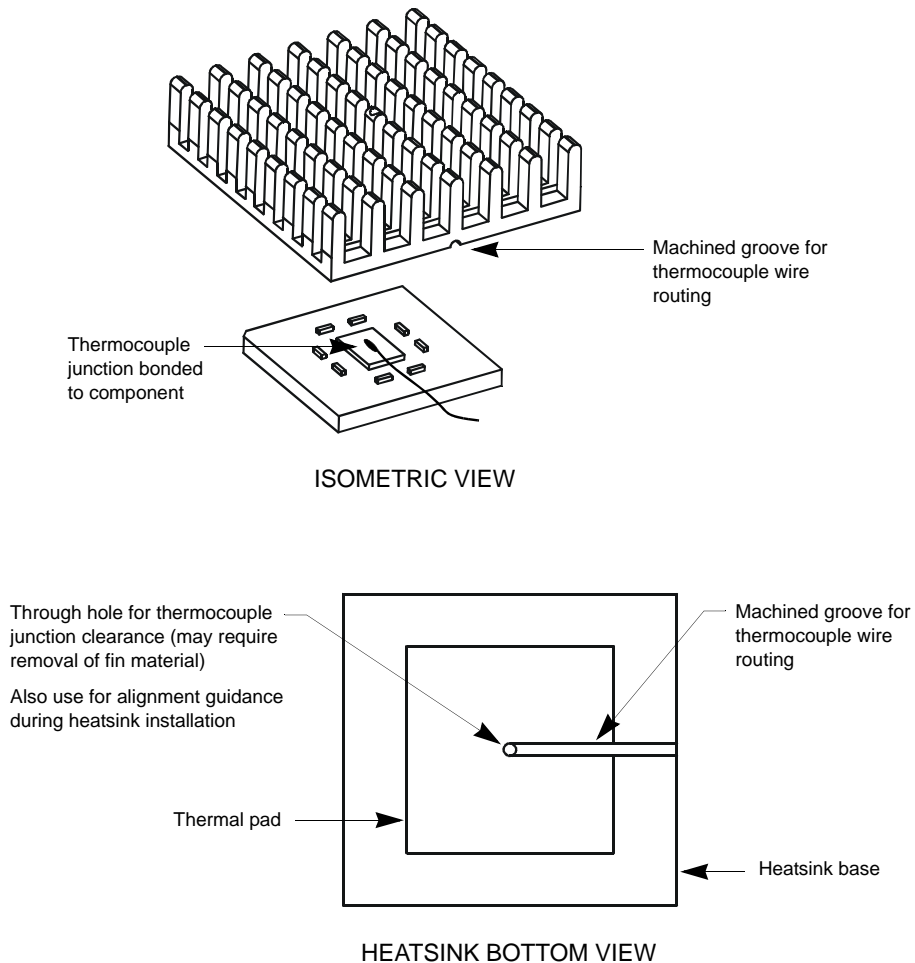 Machined groove for
thermocouple wire
routing
Thermocouple
junction bonded
to component
ISOMETRIC VIEW
Through hole for thermocouple
junction clearance (may require
removal of fin material)
Also use for alignment guidance
during heatsink installation
Machined groove for
thermocouple wire
routing
Thermal pad
Heatsink base
HEATSINK BOTTOM VIEW